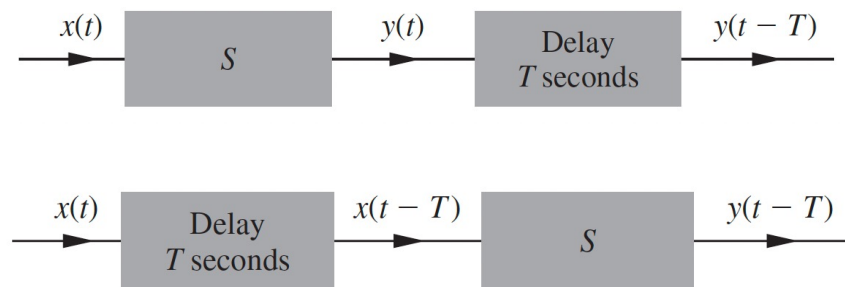 x(t)
S
y(t)
Delay
T seconds
y(t − T)
x(t)
Delay
T seconds
x(t − T)
S
y(t − T)